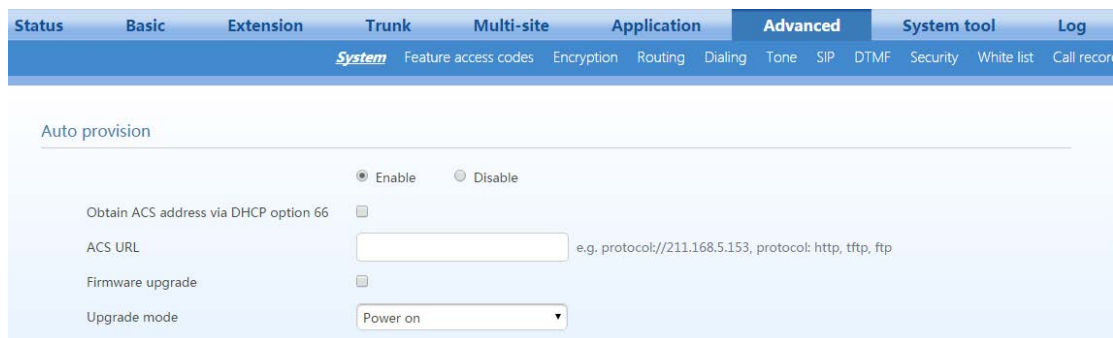 Status Basic Extension Trunk Multi-site Application Advanced System tool Log
System Feature access codes Encryption Routing Dialing Tone SIP DTMF Security White list Call recor
Auto provision
Enable Disable
Obtain ACS address via DHCP option 66
ACS URL e.g. protocol://211.168.5.153, protocol: http, tftp, ftp
Firmware upgrade
Upgrade mode Power on